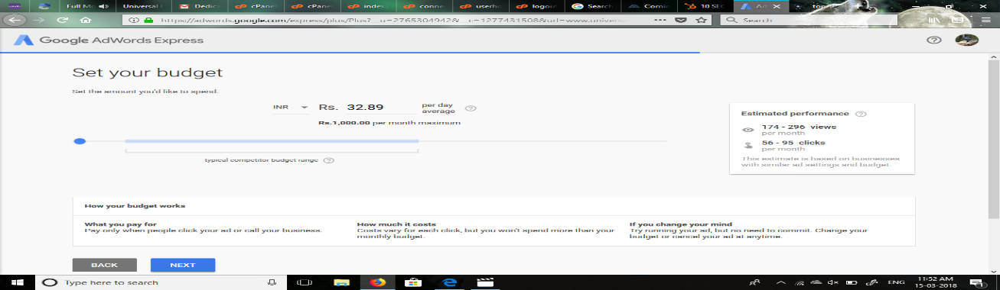 Full M
Universal
Dedic
cPane
cPane
index
conne
userho
logout
Search
Comic
10 SEO
Ad
https://adwords.google.com/express/plus/Plus?_u=2765304942&_c=1277431508&url=www.univers
Search
Google AdWords Express
Set your budget
Set the amount you'd like to spend.
INR Rs. 32.89 per day average
Rs.1,000.00 per month maximum
typical competitor budget range
Estimated performance
174 - 296 views
per month
56 - 95 clicks
per month
This estimate is based on businesses
with similar ad settings and budget.
How your budget works
What you pay for
Pay only when people click your ad or call your business.
How much it costs
Costs vary for each click, but you won't spend more than your
monthly budget.
If you change your mind
Try running your ad, but no need to commit. Change your
budget or cancel your ad at anytime.
BACK NEXT
Type here to search
ENG
11:52 AM
15-03-2018